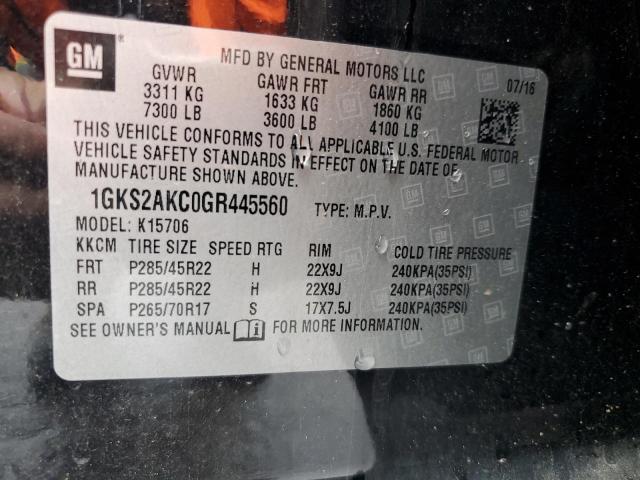 GM
MFD BY GENERAL MOTORS LLC
GVWR GAWR FRT GAWR RR 07/16
3311 KG 1633 KG 1860 KG
7300 LB 3600 LB 4100 LB
THIS VEHICLE CONFORMS TO ALL APPLICABLE U.S. FEDERAL MOTOR
VEHICLE SAFETY STANDARDS IN EFFECT ON THE DATE OF
MANUFACTURE SHOWN ABOVE.
1GKS2AKC0GR445560 TYPE: M.P.V.
MODEL: K15706
KKCM TIRE SIZE SPEED RTG RIM COLD TIRE PRESSURE
FRT P285/45R22 H 22X9J 240KPA(35PSI)
RR P285/45R22 H 22X9J 240KPA(35PSI)
SPA P265/70R17 S 17X7.5J 240KPA(35PSI)
SEE OWNER'S MANUAL FOR MORE INFORMATION.